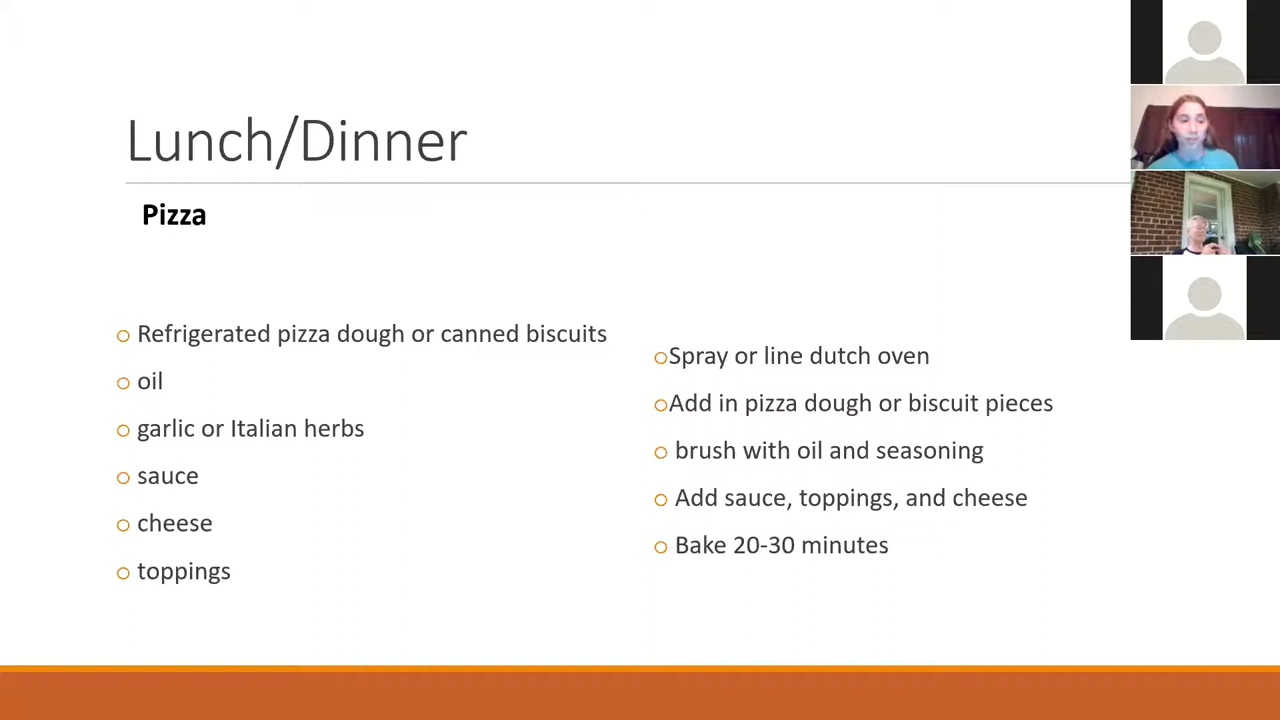 Lunch/Dinner
Pizza
Refrigerated pizza dough or canned biscuits
oil
garlic or Italian herbs
sauce
cheese
toppings
Spray or line dutch oven
Add in pizza dough or biscuit pieces
brush with oil and seasoning
Add sauce, toppings, and cheese
Bake 20-30 minutes